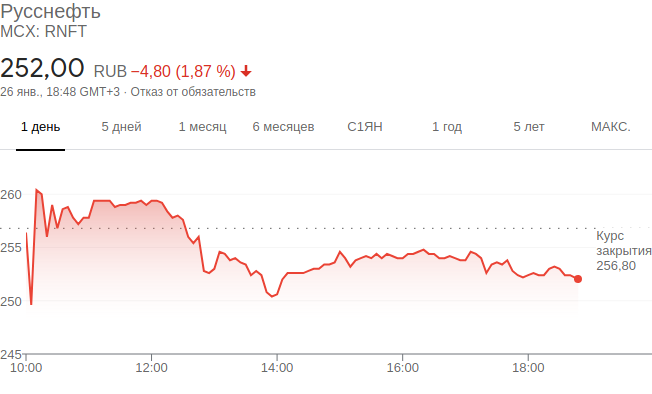 Русснефть
MCX: RNFT
252,00 RUB −4,80 (1,87 %)
26 янв., 18:48 GMT+3 · Отказ от обязательств
1 день 5 дней 1 месяц 6 месяцев С1ЯН 1 год 5 лет МАКС.
260
255
250
245
Курс
закрытия
256,80
10:00 12:00 14:00 16:00 18:00